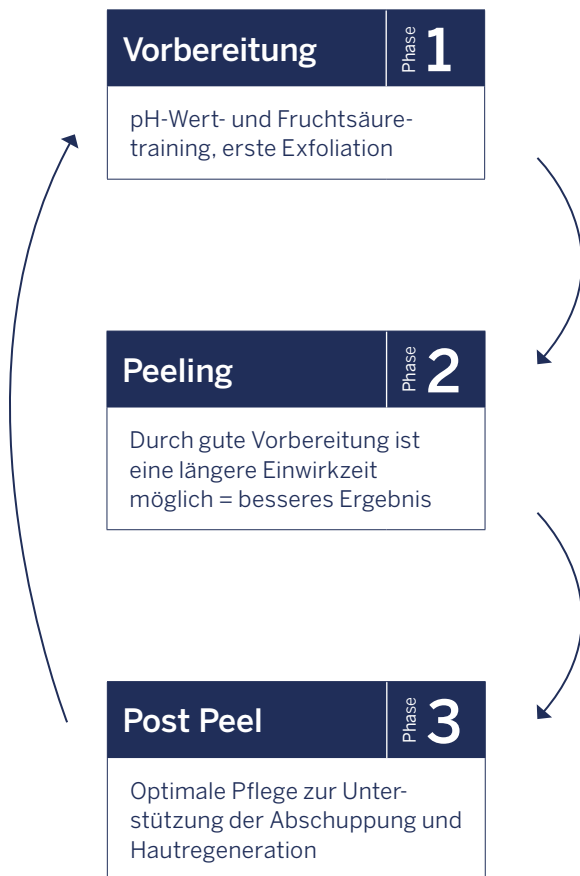 Vorbereitung Phase 1
pH-Wert- und Fruchtsäure-
training, erste Exfoliation
Peeling Phase 2
Durch gute Vorbereitung ist
eine längere Einwirkzeit
möglich = besseres Ergebnis
Post Peel Phase 3
Optimale Pflege zur Unter-
stützung der Abschuppung und
Hautregeneration